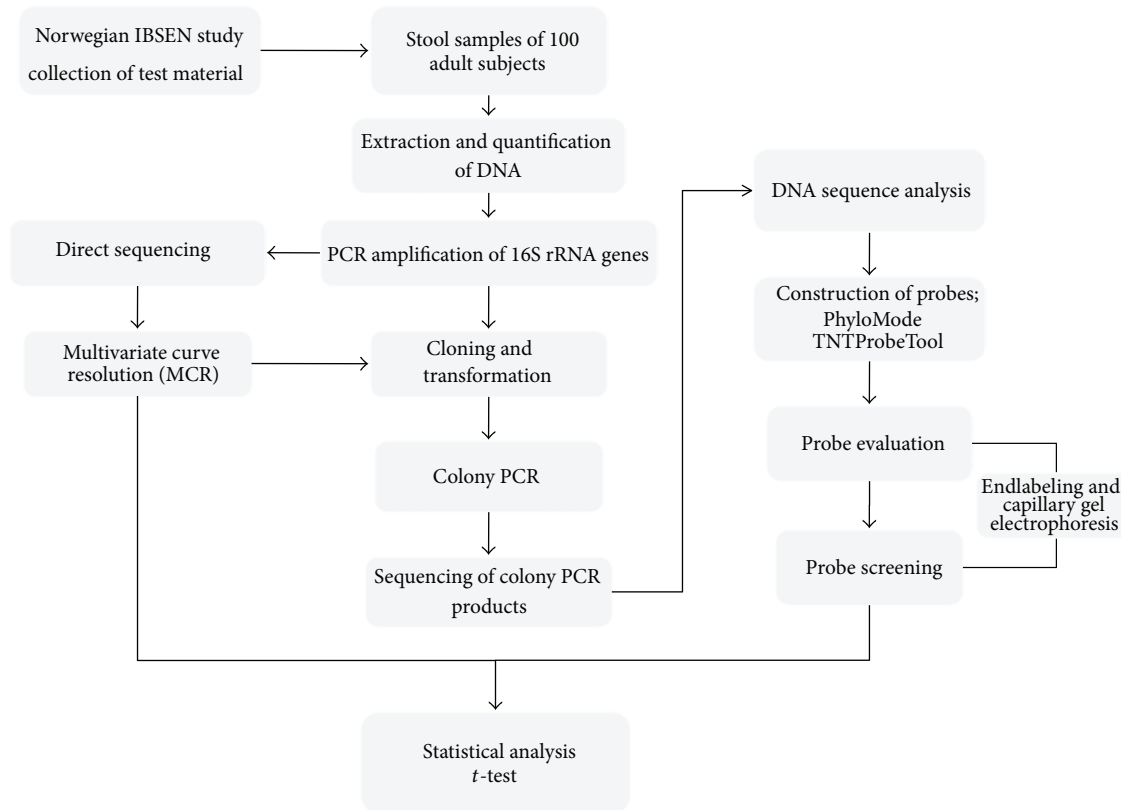 Norwegian IBSEN study
collection of test material
Stool samples of 100
adult subjects
Extraction and quantification
of DNA
DNA sequence analysis
Direct sequencing
PCR amplification of 16S rRNA genes
Construction of probes;
PhyloMode
TNTProbeTool
Multivariate curve
resolution (MCR)
Cloning and
transformation
Probe evaluation
Colony PCR
Endlabeling and
capillary gel
electrophoresis
Sequencing of colony PCR
products
Probe screening
Statistical analysis
t-test